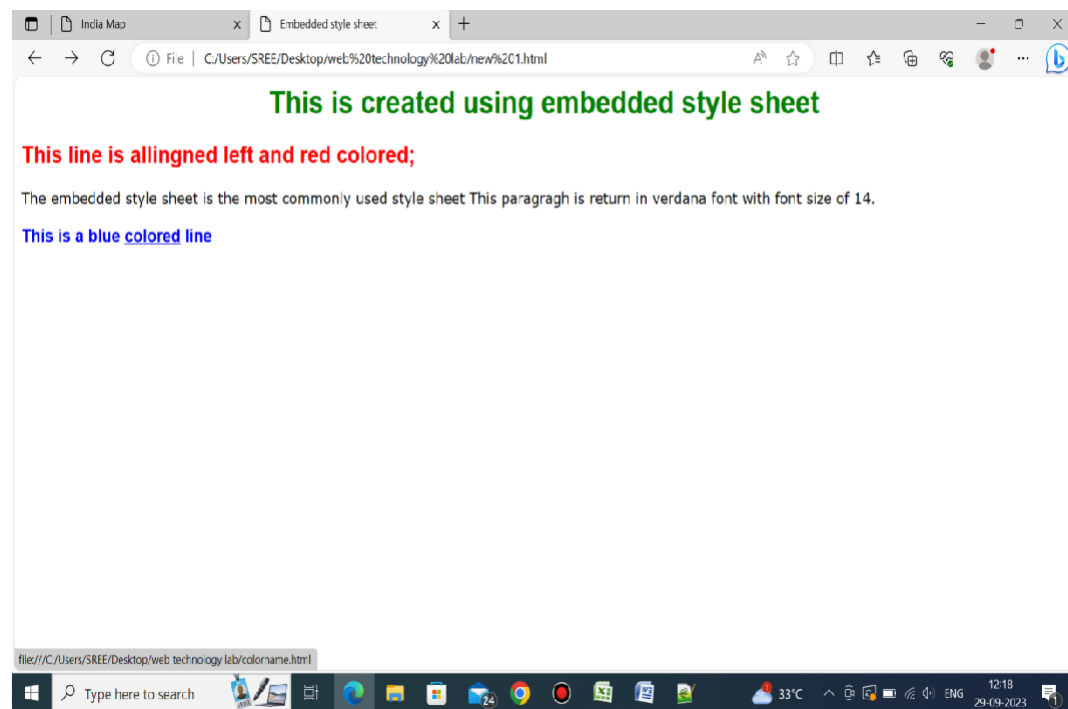 India Map
Embedded style sheet
File
C:/Users/SREE/Desktop/web%20technology%20lab/new%201.html
This is created using embedded style sheet
This line is allingned left and red colored;
The embedded style sheet is the most commonly used style sheet This paragragh is return in verdana font with font size of 14.
This is a blue colored line
file:///C:/Users/SREE/Desktop/web technology lab/colorname.html
Type here to search
24
33°C
ENG
12:18
29-09-2023
1